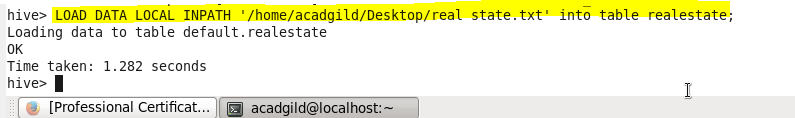 hive> LOAD DATA LOCAL INPATH '/home/acadgild/Desktop/real state.txt' into table realestate;
Loading data to table default.realestate
OK
Time taken: 1.282 seconds
hive>
[Professional Certificat... acadgild@localhost:~